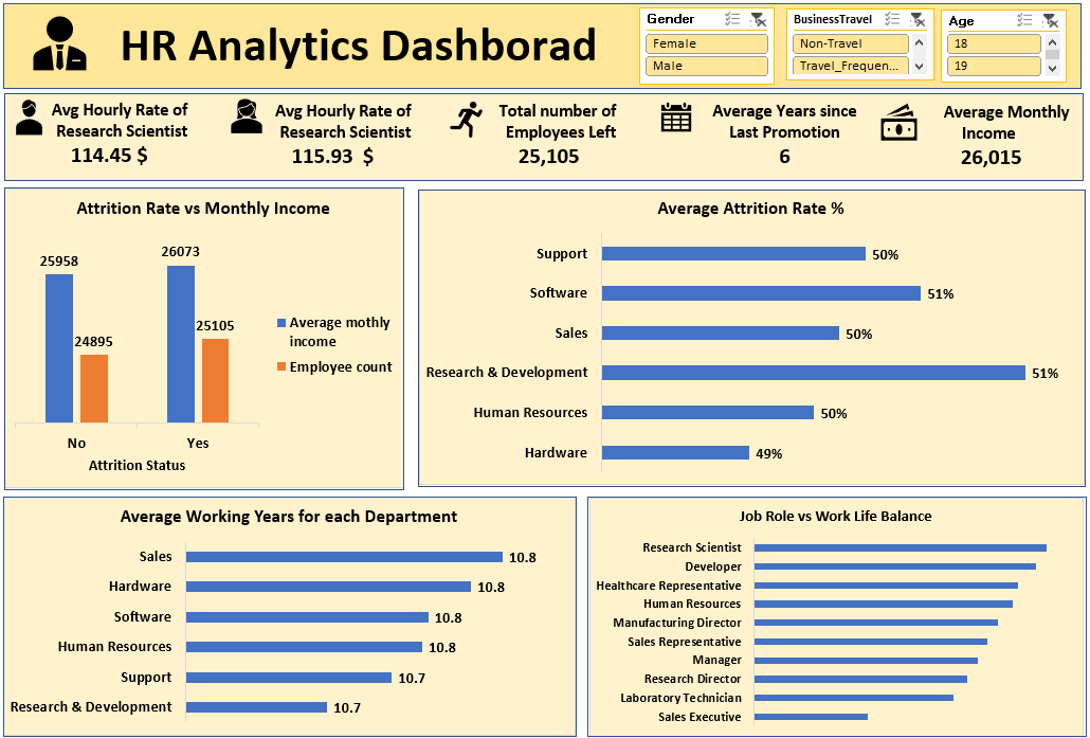 HR Analytics Dashborad
Gender
Female
Male
BusinessTravel
Non-Travel
Travel_Frequen...
Age
18
19
Avg Hourly Rate of
Research Scientist
114.45 $
Avg Hourly Rate of
Research Scientist
115.93 $
Total number of
Employees Left
25,105
Average Years since
Last Promotion
6
Average Monthly
Income
26,015
Attrition Rate vs Monthly Income
25958
24895
26073
25105
No
Yes
Attrition Status
Average mothly
income
Employee count
Average Attrition Rate %
Support
50%
Software
51%
Sales
50%
Research & Development
51%
Human Resources
50%
Hardware
49%
Average Working Years for each Department
Sales
10.8
Hardware
10.8
Software
10.8
Human Resources
10.8
Support
10.7
Research & Development
10.7
Job Role vs Work Life Balance
Research Scientist
Developer
Healthcare Representative
Human Resources
Manufacturing Director
Sales Representative
Manager
Research Director
Laboratory Technician
Sales Executive